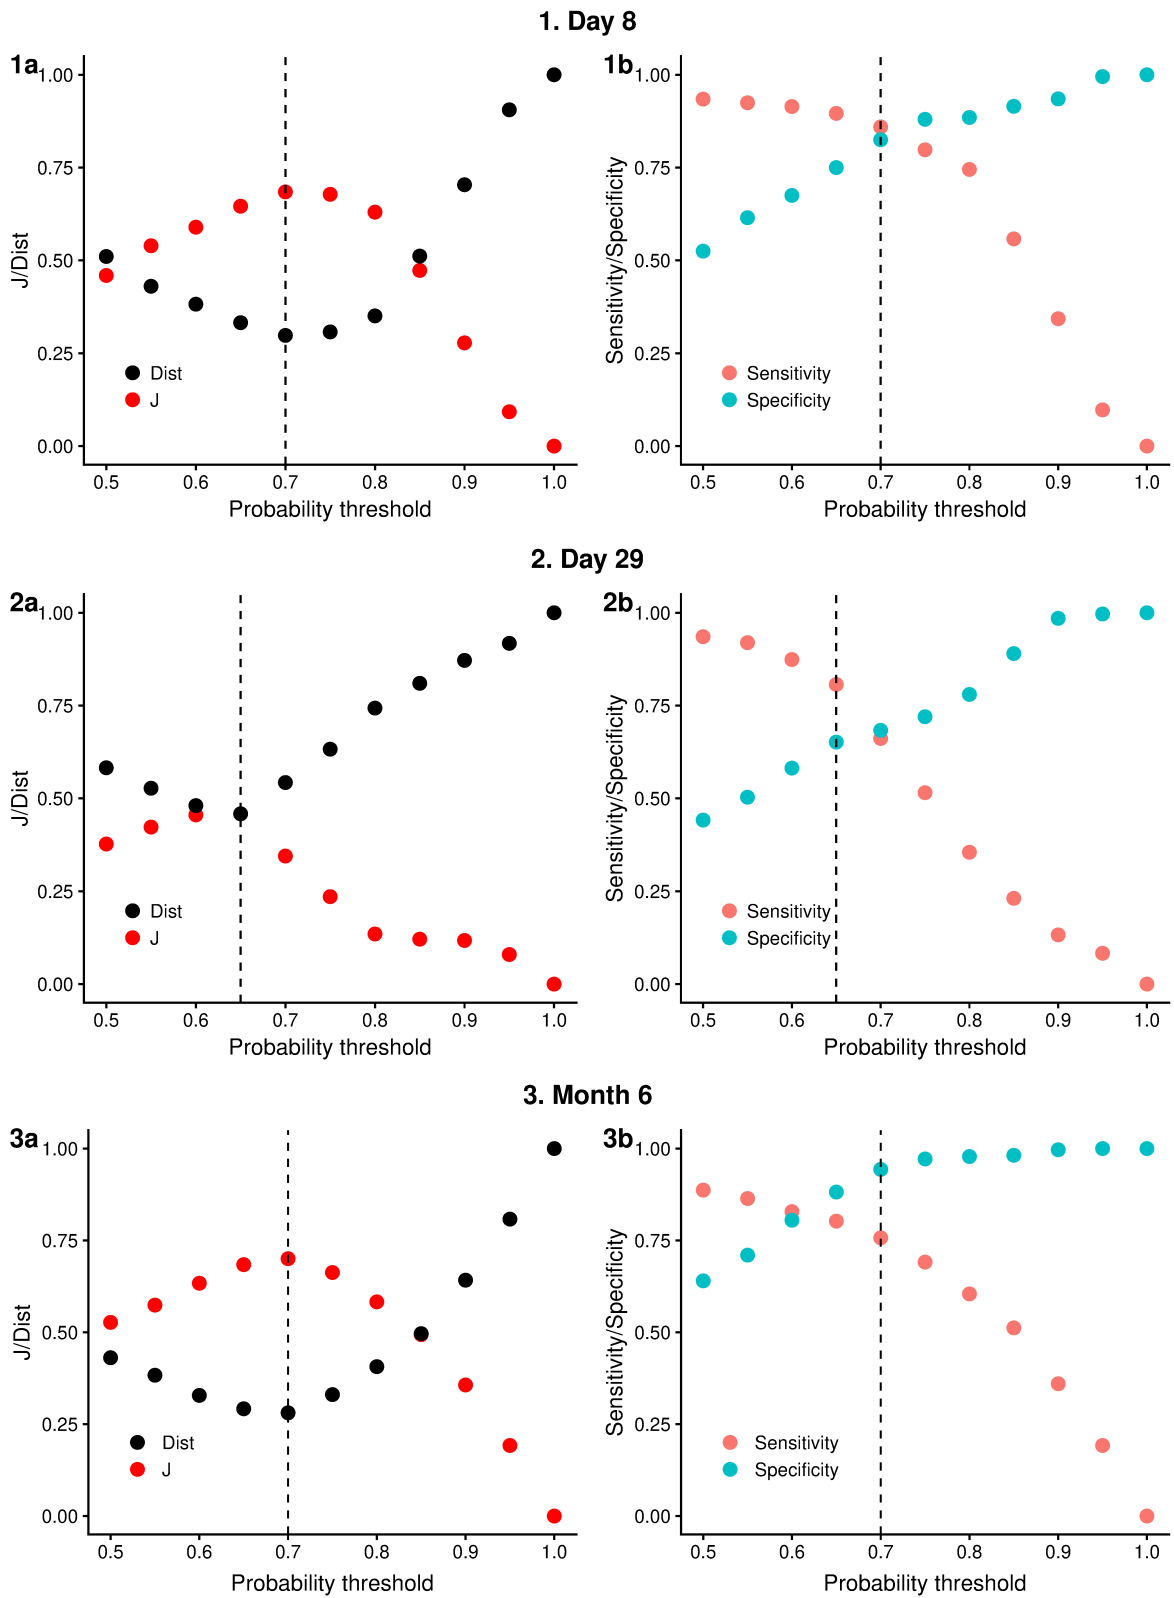 1. Day 8
1a
1.00
0.75
0.50
0.25
0.00
J/Dist
Dist
J
0.5 0.6 0.7 0.8 0.9 1.0
Probability threshold
1b
1.00
0.75
0.50
0.25
0.00
Sensitivity/Specificity
Sensitivity
Specificity
0.5 0.6 0.7 0.8 0.9 1.0
Probability threshold
2. Day 29
2a
1.00
0.75
0.50
0.25
0.00
J/Dist
Dist
J
0.5 0.6 0.7 0.8 0.9 1.0
Probability threshold
2b
1.00
0.75
0.50
0.25
0.00
Sensitivity/Specificity
Sensitivity
Specificity
0.5 0.6 0.7 0.8 0.9 1.0
Probability threshold
3. Month 6
3a
1.00
0.75
0.50
0.25
0.00
J/Dist
Dist
J
0.5 0.6 0.7 0.8 0.9 1.0
Probability threshold
3b
1.00
0.75
0.50
0.25
0.00
Sensitivity/Specificity
Sensitivity
Specificity
0.5 0.6 0.7 0.8 0.9 1.0
Probability threshold